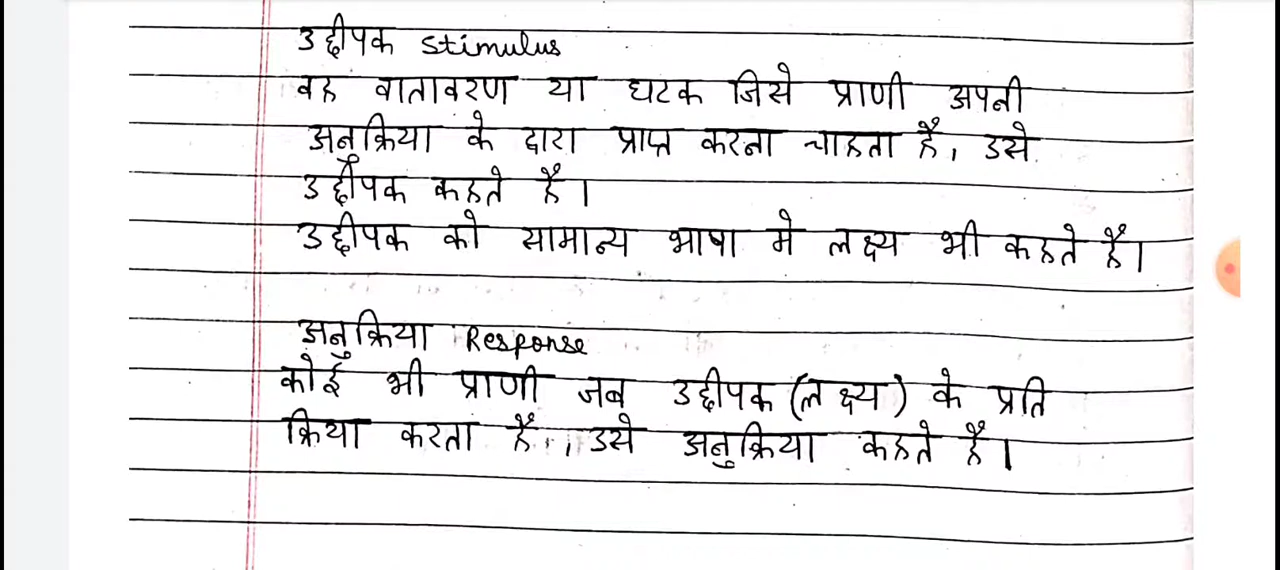 उद्दीपक stimulus
वह वातावरण या घटक जिसे प्राणी अपनी
अनुक्रिया के द्वारा प्राप्त करना चाहता है, उसे
उद्दीपक कहते है।
उद्दीपक को सामान्य भाषा मे लक्ष्य भी कहते है।
अनुक्रिया Response
कोई भी प्राणी जब उद्दीपक (लक्ष्य) के प्रति
क्रिया करता है, उसे अनुक्रिया कहते है।